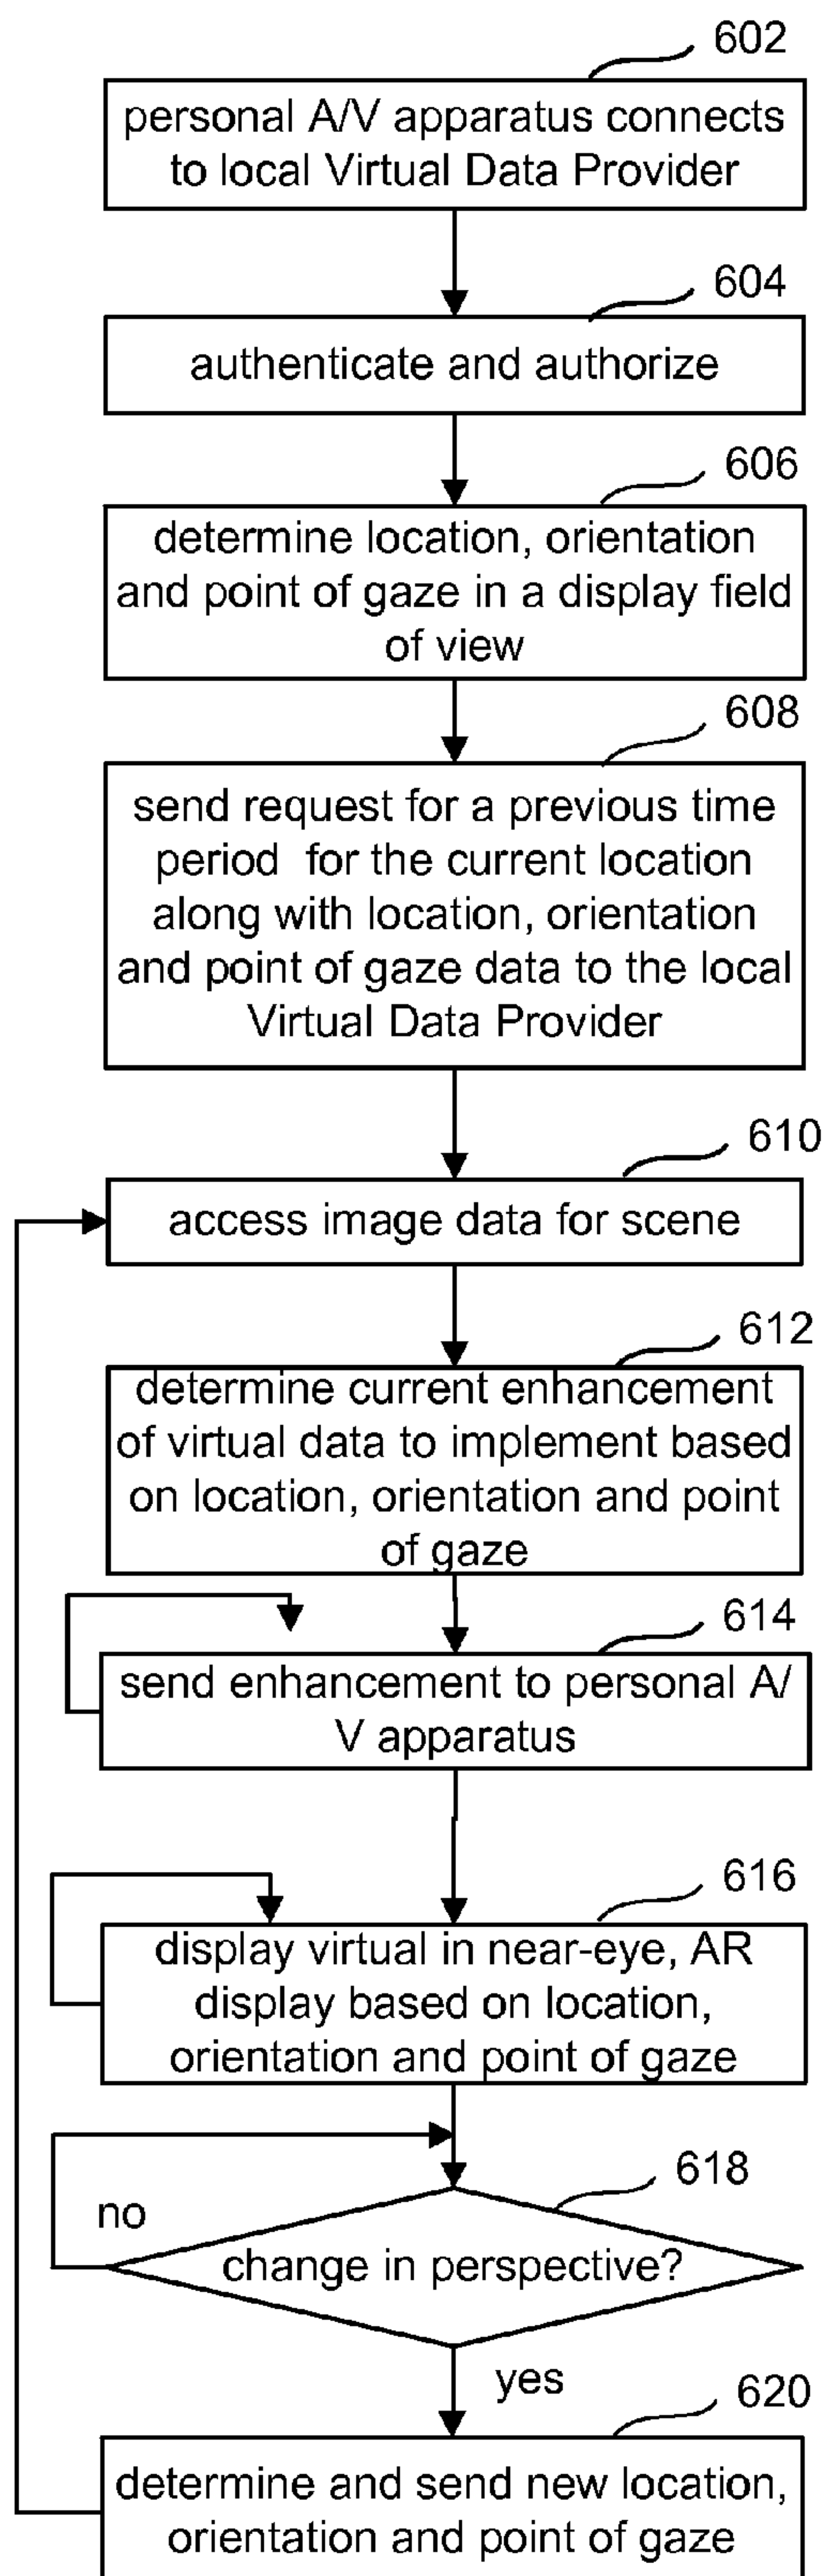 602
personal A/V apparatus connects
to local Virtual Data Provider
604
authenticate and authorize
606
determine location, orientation
and point of gaze in a display field
of view
608
send request for a previous time
period for the current location
along with location, orientation
and point of gaze data to the local
Virtual Data Provider
610
access image data for scene
612
determine current enhancement
of virtual data to implement based
on location, orientation and point
of gaze
614
send enhancement to personal A/
V apparatus
616
display virtual in near-eye, AR
display based on location,
orientation and point of gaze
618
no
change in perspective?
yes
620
determine and send new location,
orientation and point of gaze